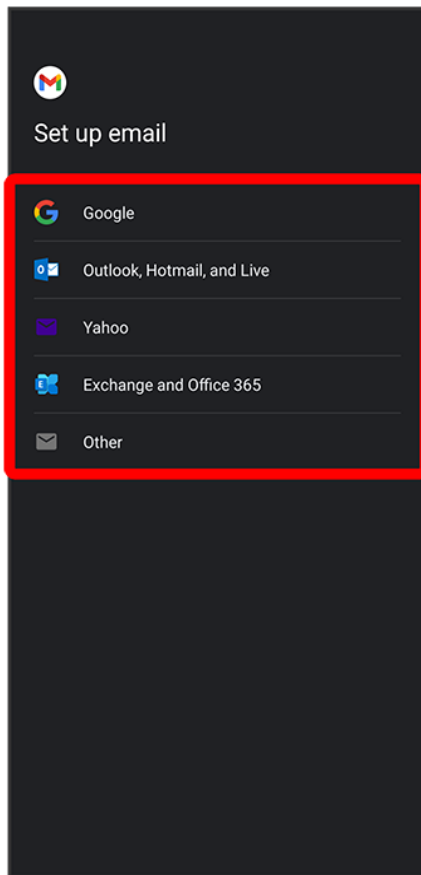 Set up email
Google
Outlook, Hotmail, and Live
Yahoo
Exchange and Office 365
Other